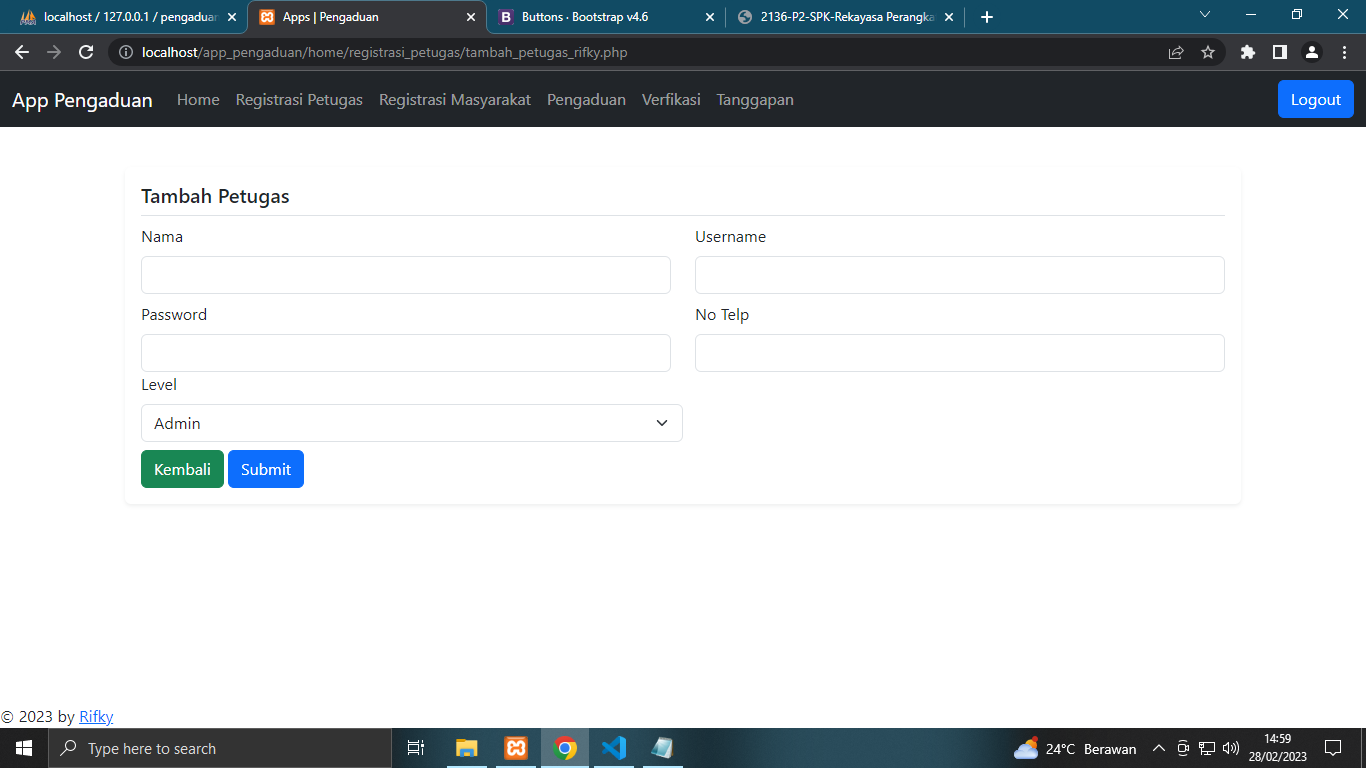 localhost / 127.0.0.1 / pengaduan
Apps | Pengaduan
Buttons · Bootstrap v4.6
2136-P2-SPK-Rekayasa Perangka
localhost/app_pengaduan/home/registrasi_petugas/tambah_petugas_rifky.php
App Pengaduan Home Registrasi Petugas Registrasi Masyarakat Pengaduan Verfikasi Tanggapan Logout
Tambah Petugas
Nama Username
Password No Telp
Level
Admin
Kembali Submit
© 2023 by Rifky
Type here to search
24°C Berawan
14:59
28/02/2023